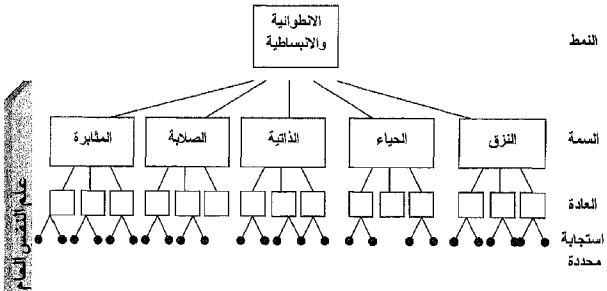 الانطوائية
والانبساطية
النمط
السمة
النزق
الحياء
الذاتية
الصلابة
المثابرة
العادة
استجابة
محددة
علم النفس العام